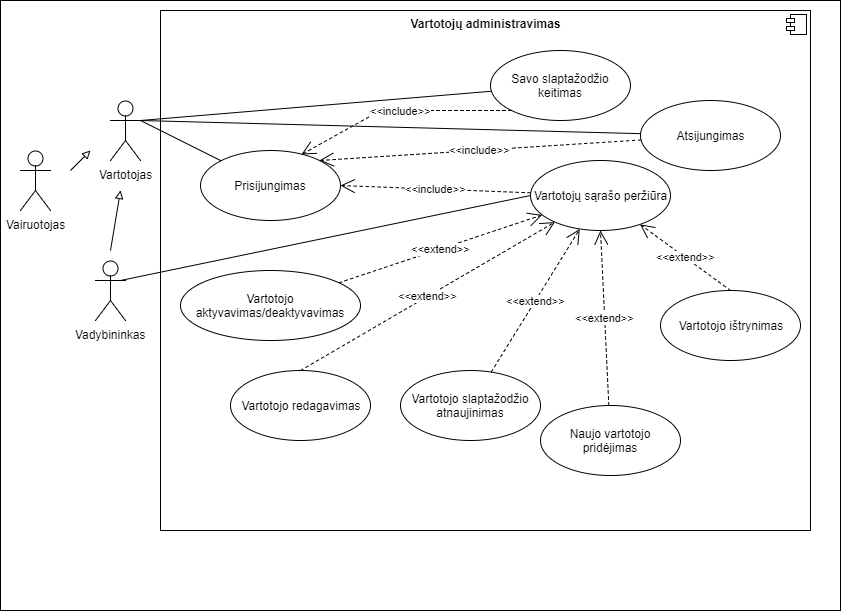 Vartotojų administravimas
Savo slaptažodžio
keitimas
<<include>>
Atsijungimas
<<include>>
Vartotojas
Prisijungimas
<<include>>
Vartotojų sąrašo peržiūra
Vairuotojas
<<extend>>
<<extend>>
Vartotojo
aktyvavimas/deaktyvavimas
<<extend>>
<<extend>>
<<extend>>
Vartotojo ištrynimas
Vadybininkas
Vartotojo redagavimas
Vartotojo slaptažodžio
atnaujinimas
Naujo vartotojo
pridėjimas